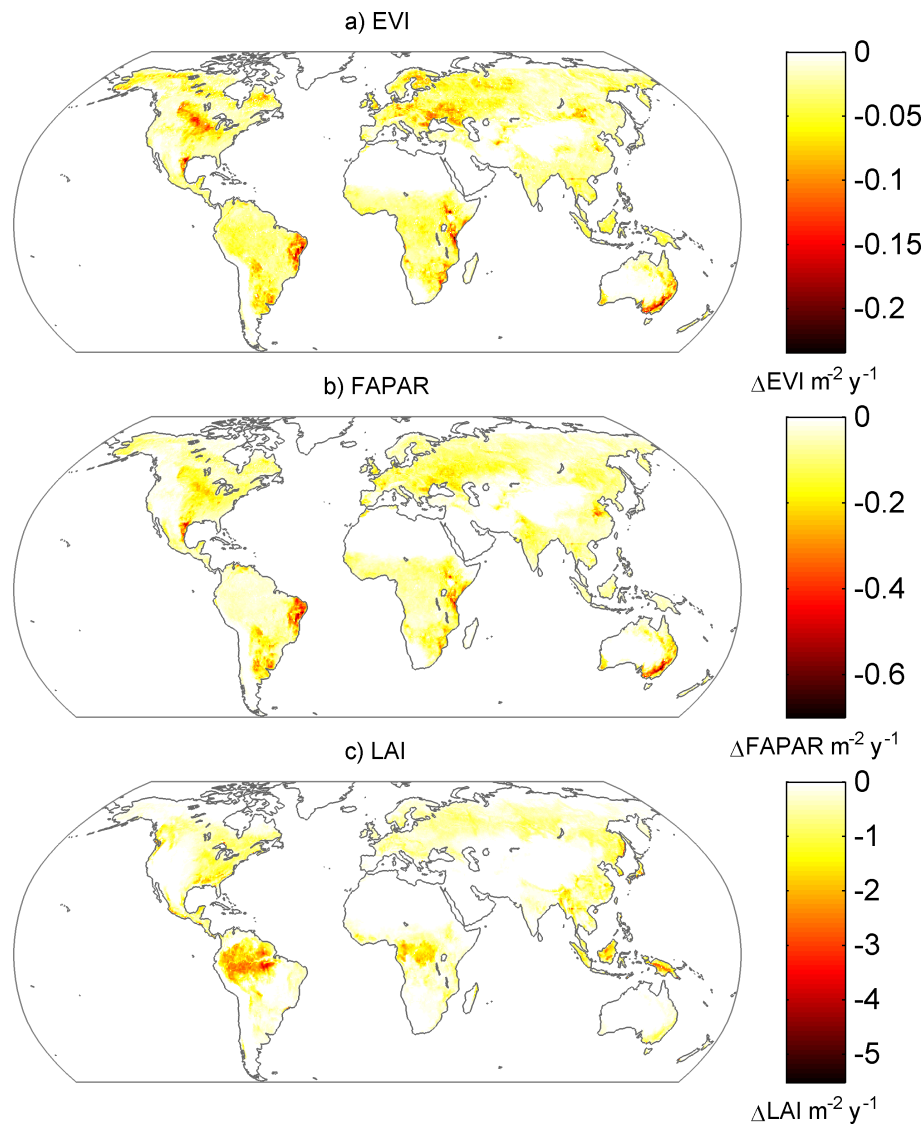 a) EVI
0
-0.05
-0.1
-0.15
-0.2
ΔEVI m⁻² y⁻¹
b) FAPAR
0
-0.2
-0.4
-0.6
ΔFAPAR m⁻² y⁻¹
c) LAI
0
-1
-2
-3
-4
-5
ΔLAI m⁻² y⁻¹